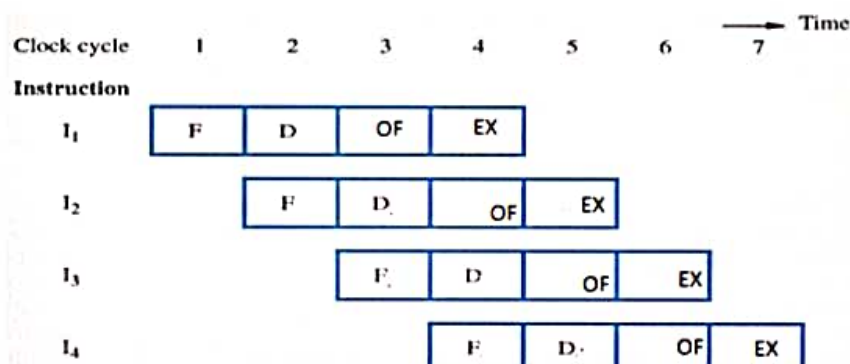 Time
Clock cycle 1 2 3 4 5 6 7
Instruction
I1 F D OF EX
I2 F D. OF EX
I3 F. D OF EX
I4 F D. OF EX